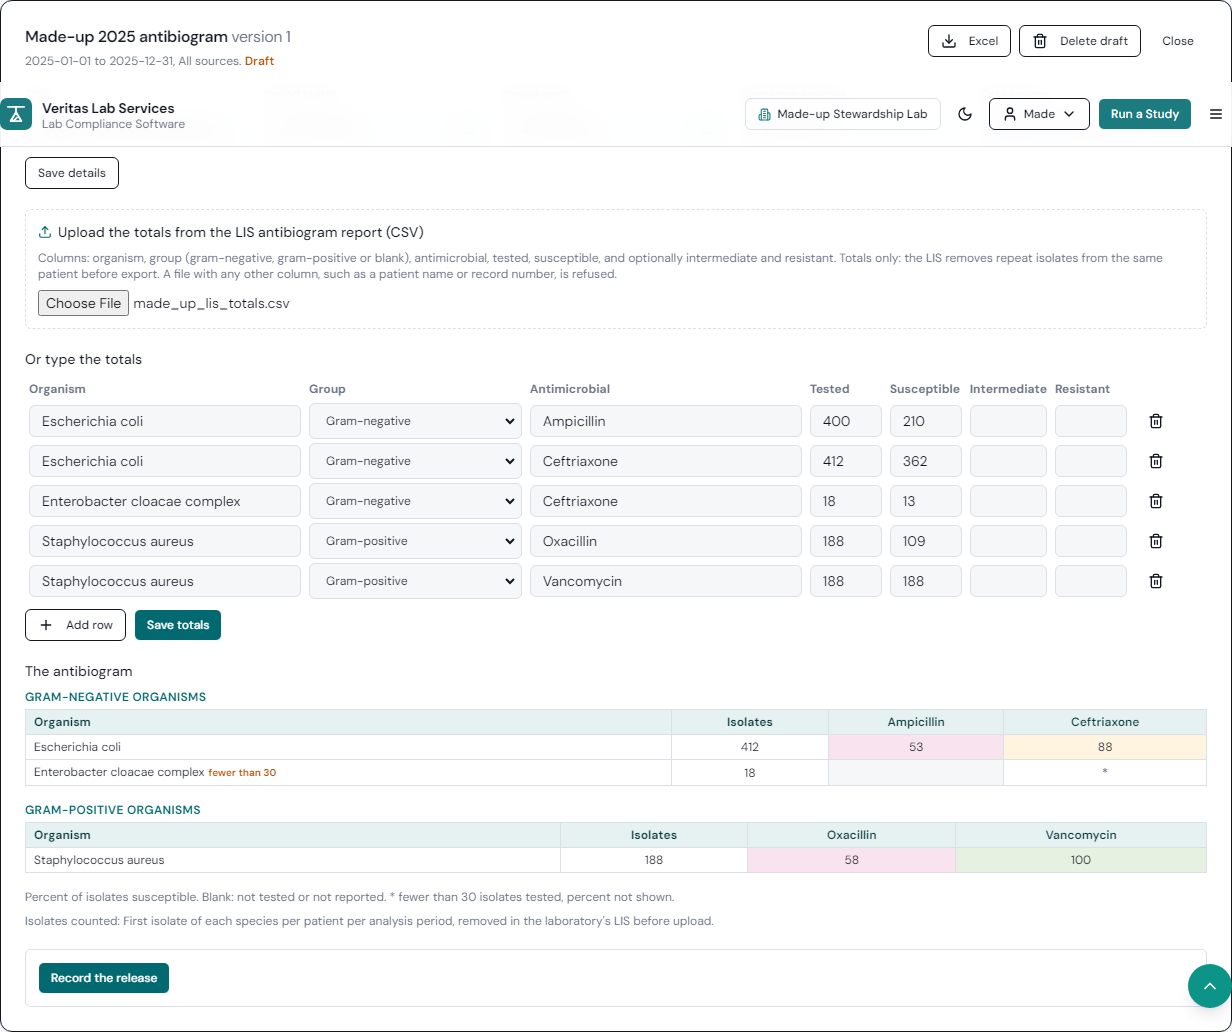 Made-up 2025 antibiogram version 1
2025-01-01 to 2025-12-31, All sources. Draft
Excel
Delete draft
Close
Veritas Lab Services
Lab Compliance Software
Made-up Stewardship Lab
Made
Run a Study
Save details
Upload the totals from the LIS antibiogram report (CSV)
Columns: organism, group (gram-negative, gram-positive or blank), antimicrobial, tested, susceptible, and optionally intermediate and resistant. Totals only: the LIS removes repeat isolates from the same
patient before export. A file with any other column, such as a patient name or record number, is refused.
Choose File made_up_lis_totals.csv
Or type the totals
Organism Group Antimicrobial Tested Susceptible Intermediate Resistant
Escherichia coli Gram-negative Ampicillin 400 210
Escherichia coli Gram-negative Ceftriaxone 412 362
Enterobacter cloacae complex Gram-negative Ceftriaxone 18 13
Staphylococcus aureus Gram-positive Oxacillin 188 109
Staphylococcus aureus Gram-positive Vancomycin 188 188
Add row Save totals
The antibiogram
GRAM-NEGATIVE ORGANISMS
Organism Isolates Ampicillin Ceftriaxone
Escherichia coli 412 53 88
Enterobacter cloacae complex fewer than 30 18 *
GRAM-POSITIVE ORGANISMS
Organism Isolates Oxacillin Vancomycin
Staphylococcus aureus 188 58 100
Percent of isolates susceptible. Blank: not tested or not reported. * fewer than 30 isolates tested, percent not shown.
Isolates counted: First isolate of each species per patient per analysis period, removed in the laboratory's LIS before upload.
Record the release